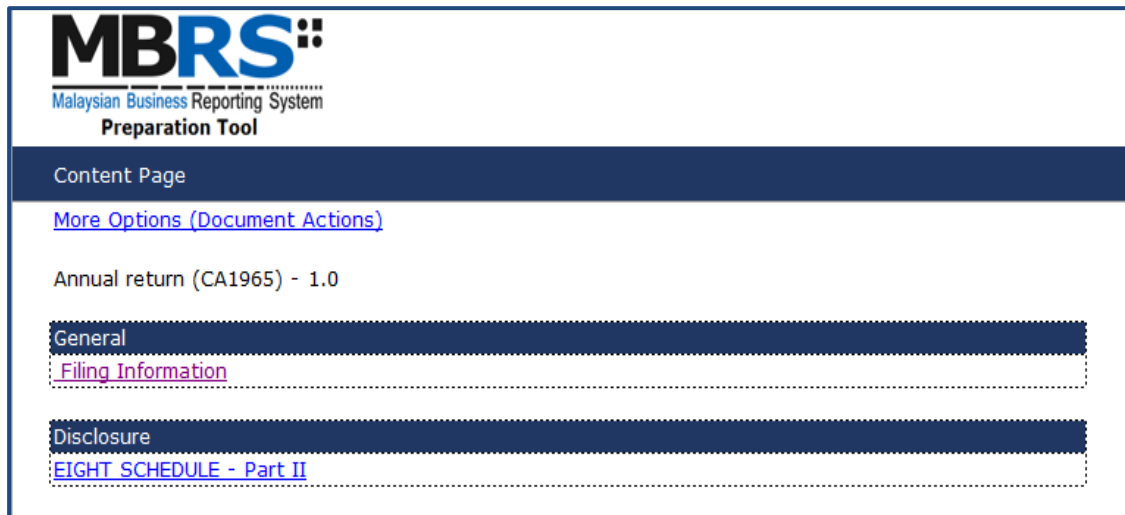 MBRS
Malaysian Business Reporting System
Preparation Tool
Content Page
More Options (Document Actions)
Annual return (CA1965) - 1.0
General
Filing Information
Disclosure
EIGHT SCHEDULE - Part II